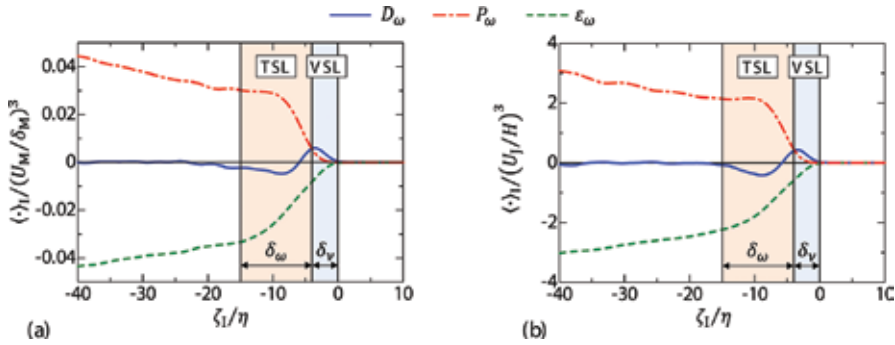 D_ω P_ω ε_ω
TSL VSL
0.04
0.02
0
-0.02
-0.04
⟨·⟩_I/(U_M/δ_M)^3
δ_ω δ_ν
-40 -30 -20 -10 0 10
(a) ζ_I/η
TSL VSL
4
2
0
-2
-4
⟨·⟩_I/(U_J/H)^3
δ_ω δ_ν
-40 -30 -20 -10 0 10
(b) ζ_I/η